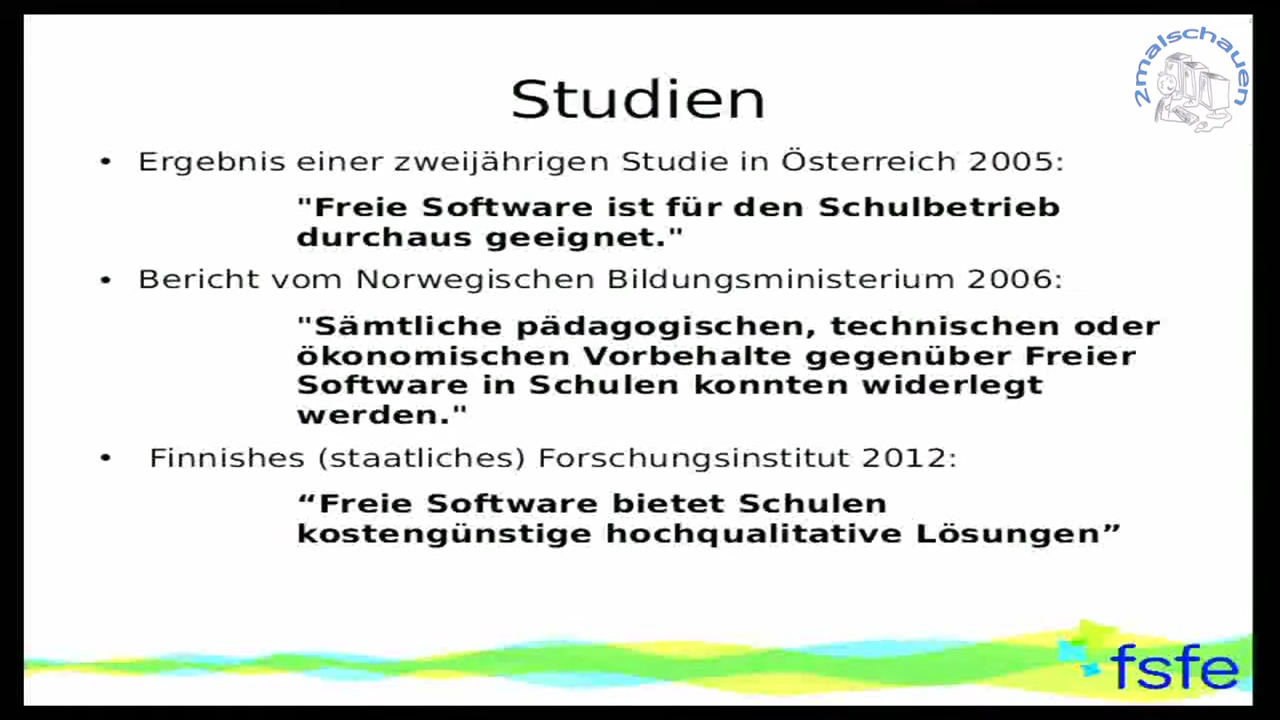 2malschauen
Studien
• Ergebnis einer zweijährigen Studie in Österreich 2005:
"Freie Software ist für den Schulbetrieb
durchaus geeignet."
• Bericht vom Norwegischen Bildungsministerium 2006:
"Sämtliche pädagogischen, technischen oder
ökonomischen Vorbehalte gegenüber Freier
Software in Schulen konnten widerlegt
werden."
• Finnishes (staatliches) Forschungsinstitut 2012:
“Freie Software bietet Schulen
kostengünstige hochqualitative Lösungen”
fsfe